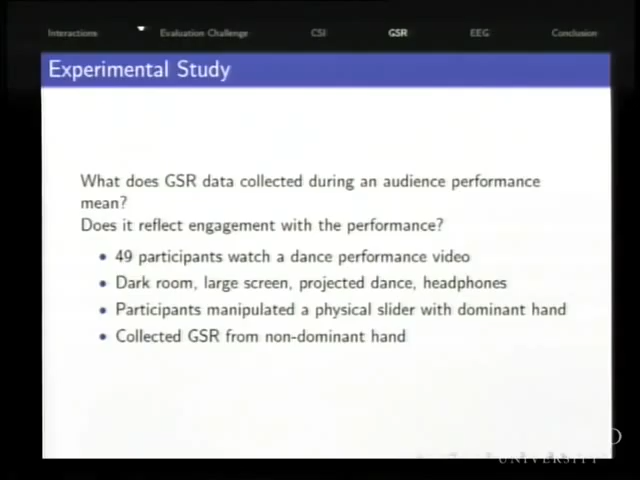 Interactions Evaluation Challenge CSI GSR EEG Conclusion
Experimental Study
What does GSR data collected during an audience performance
mean?
Does it reflect engagement with the performance?
• 49 participants watch a dance performance video
• Dark room, large screen, projected dance, headphones
• Participants manipulated a physical slider with dominant hand
• Collected GSR from non-dominant hand
UNIVERSITY